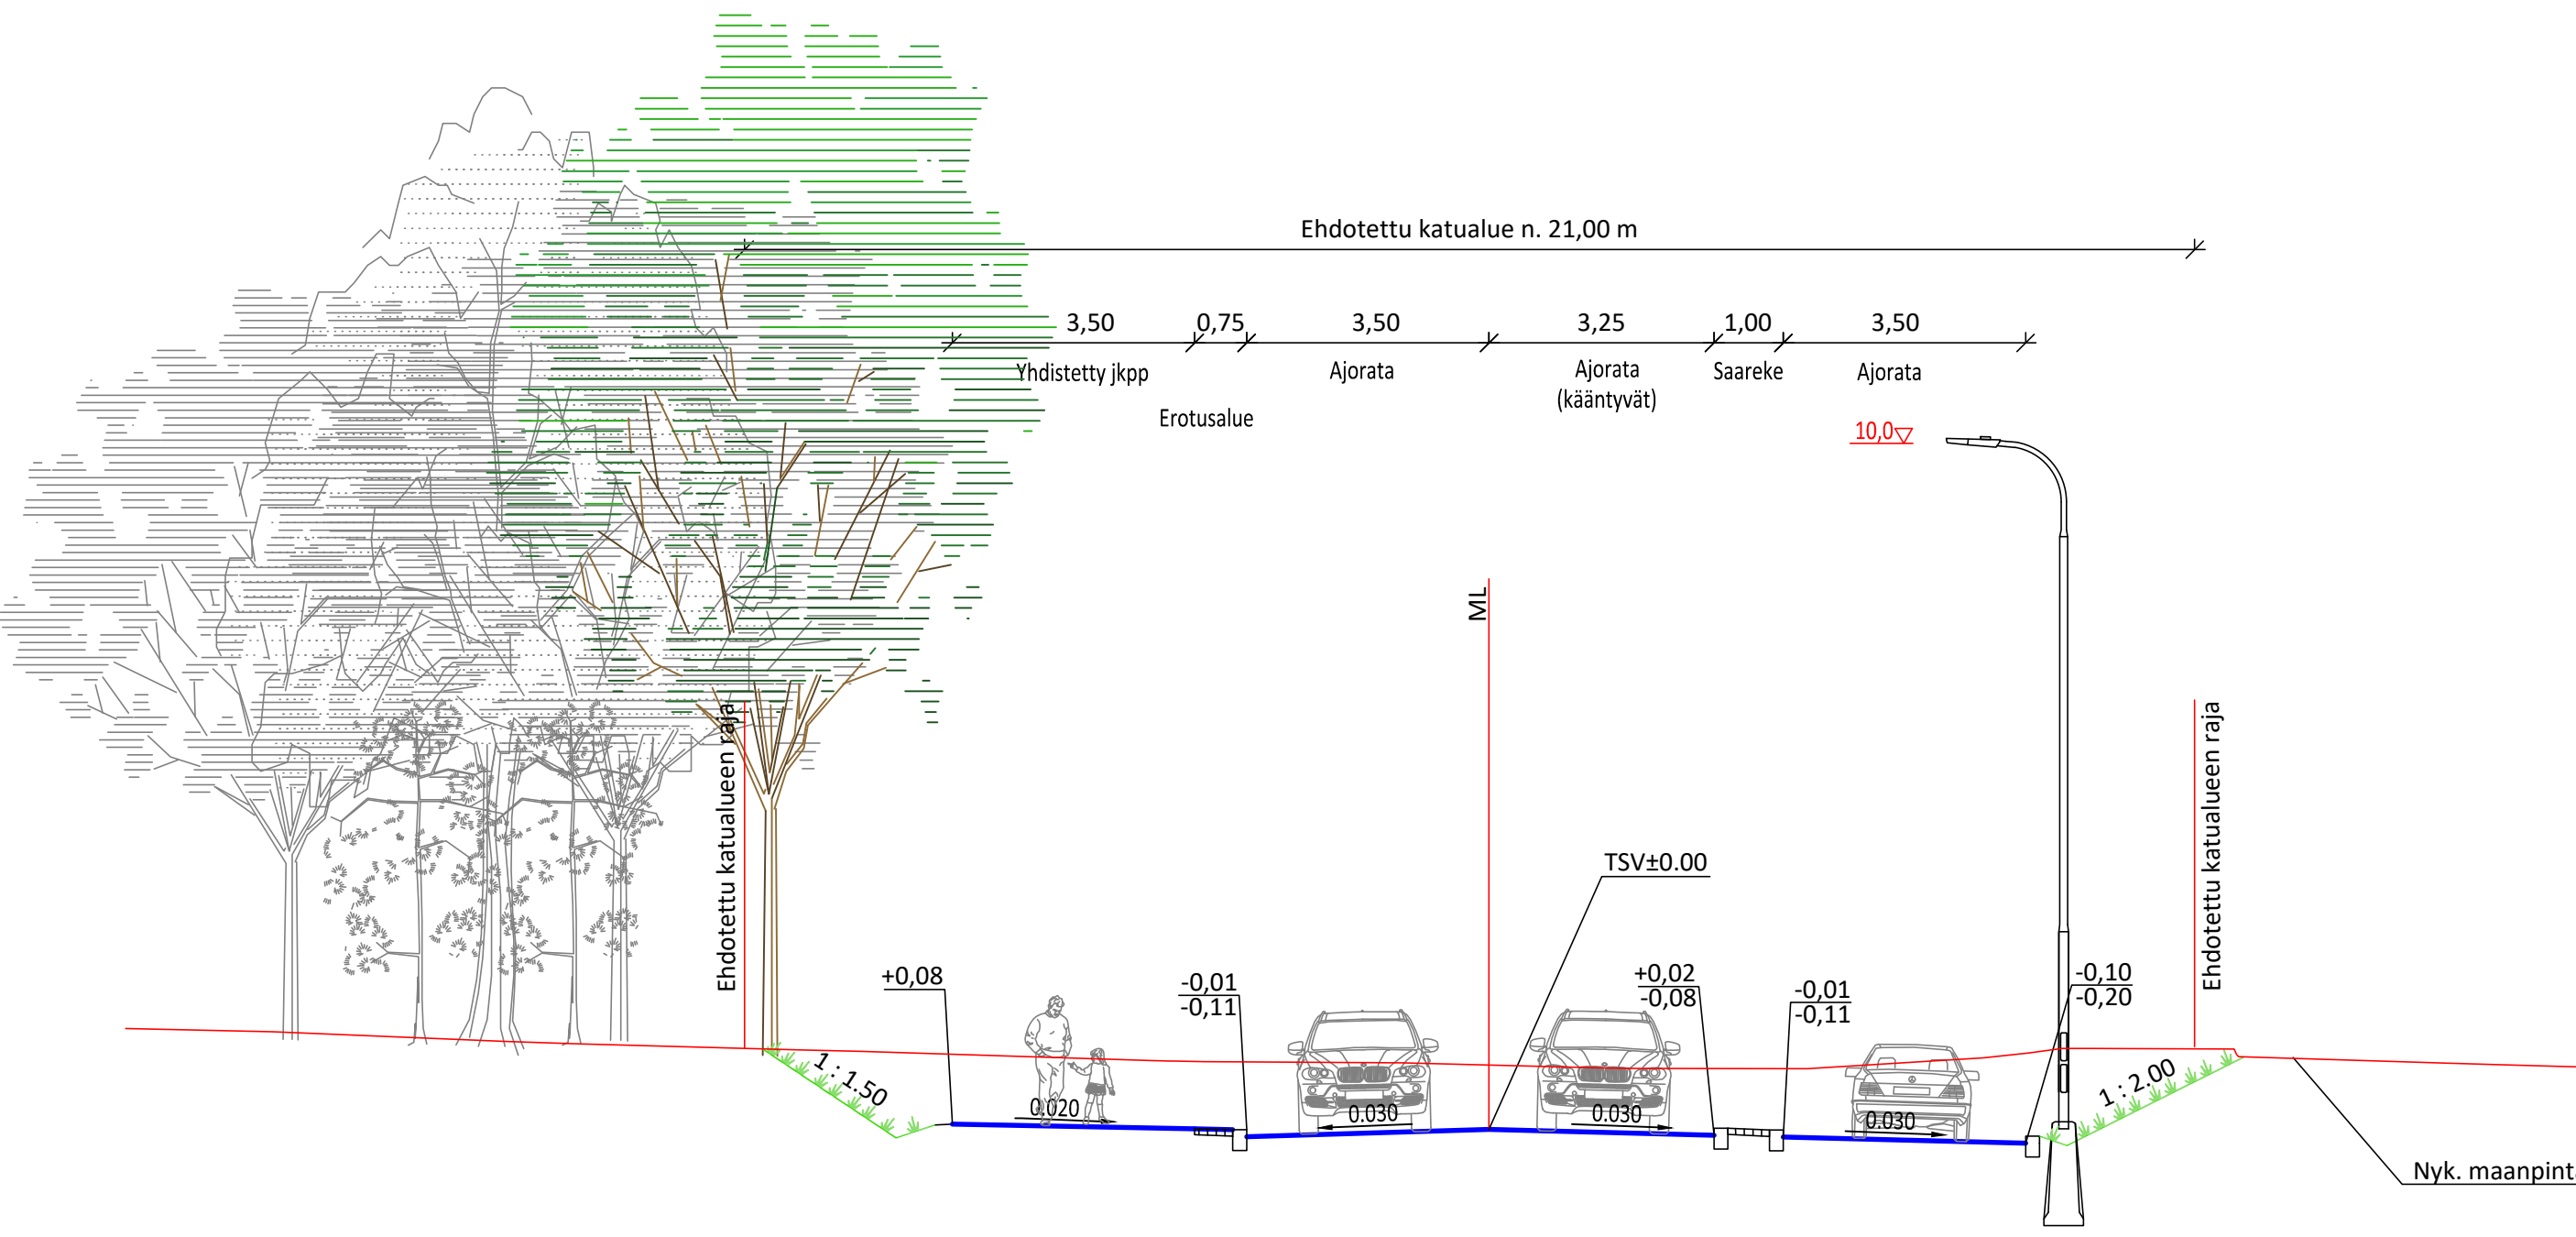 Ehdotettu katualue n. 21,00 m
3,50
0,75
3,50
3,25
1,00
3,50
Yhdistetty jkpp
Erotusalue
Ajorata
Ajorata
(kääntyvät)
Saareke
Ajorata
10,0
ML
Ehdotettu katualueen raja
Ehdotettu katualueen raja
TSV±0.00
+0,08
-0,01
-0,11
+0,02
-0,08
-0,01
-0,11
-0,10
-0,20
1 : 1.50
0.020
0.030
0.030
0.030
1 : 2.00
Nyk. maanpint